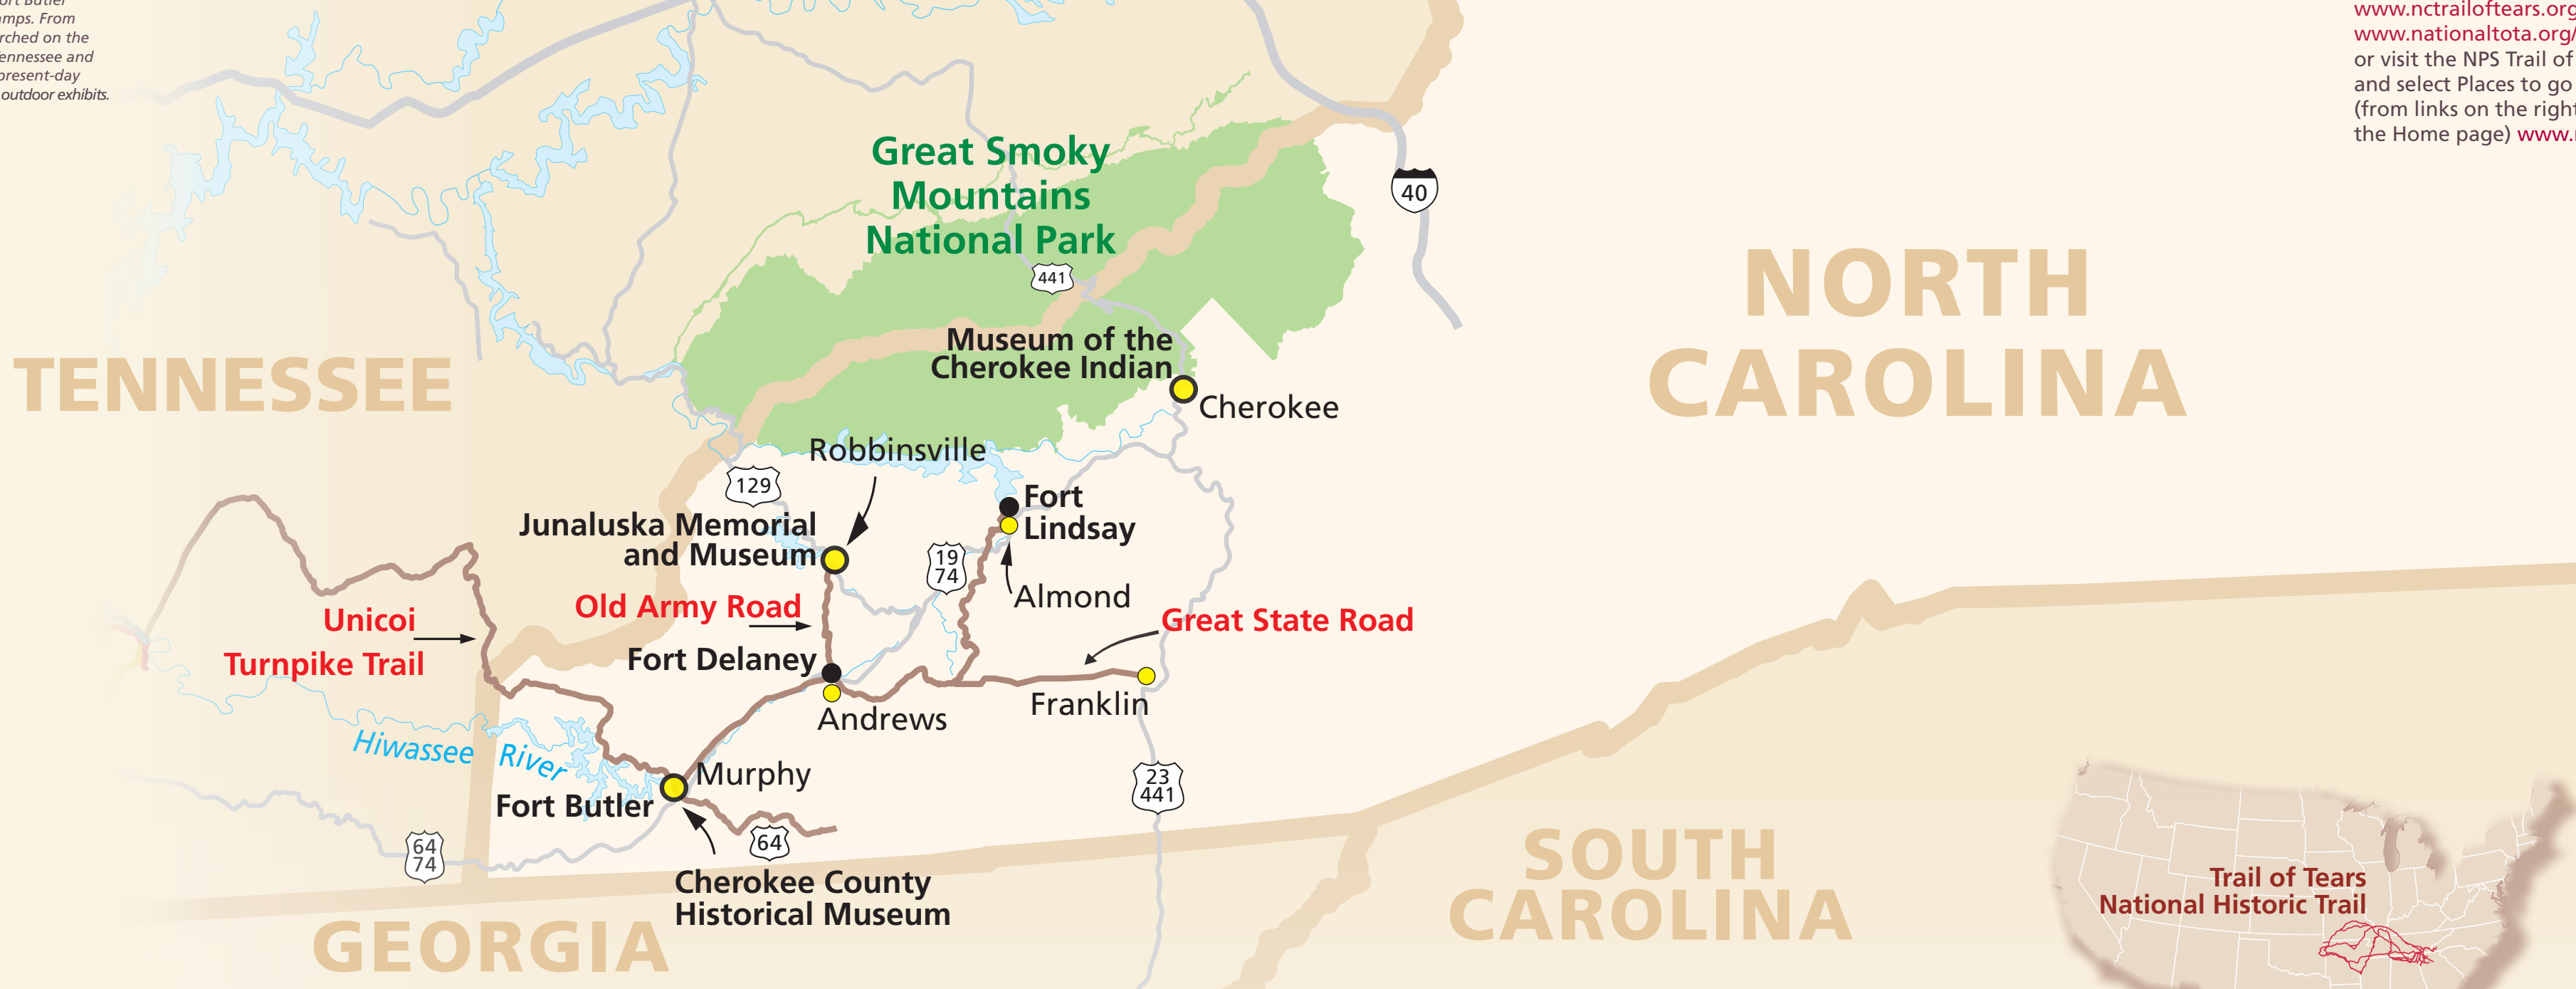 ort Butler
mps. From
rched on the
ennessee and
present-day
outdoor exhibits.
www.nctrailoftears.org
www.nationaltota.org/
or visit the NPS Trail of
and select Places to go
(from links on the right
the Home page) www.
Great Smoky
Mountains
National Park
40
441
NORTH
CAROLINA
TENNESSEE
Museum of the
Cherokee Indian
Cherokee
Robbinsville
129
Fort
Lindsay
Junaluska Memorial
and Museum
19
74
Almond
Old Army Road
Unicoi
Turnpike Trail
Great State Road
Fort Delaney
Franklin
Andrews
Hiwassee River
Murphy
Fort Butler
23
441
64
64
74
Cherokee County
Historical Museum
SOUTH
CAROLINA
GEORGIA
Trail of Tears
National Historic Trail